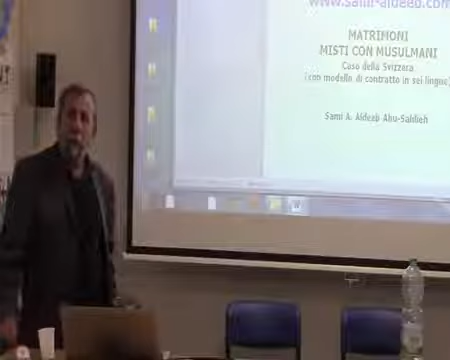 www.sami-aldeeb.com
MATRIMONI
MISTI CON MUSULMANI
Caso della Svizzera
(con modello di contratto in sei lingue)
Sami A. Aldeeb Abu-Sahlieh